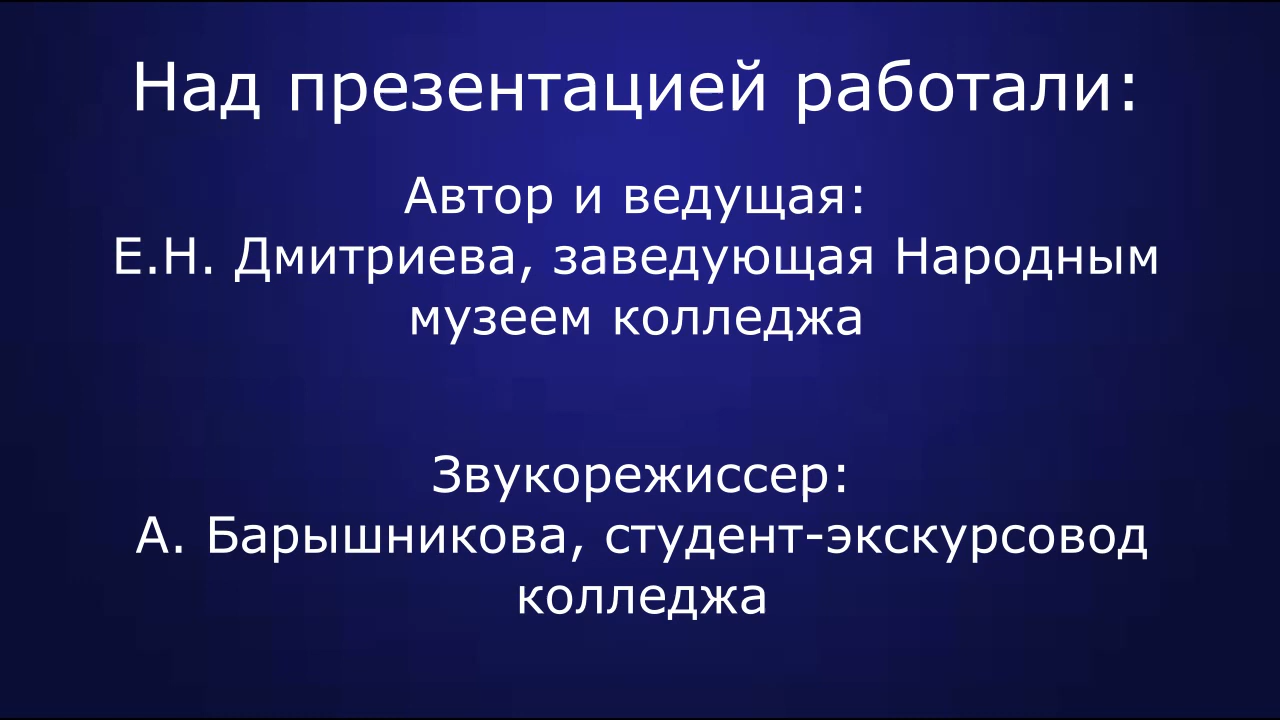 Над презентацией работали:
Автор и ведущая:
Е.Н. Дмитриева, заведующая Народным
музеем колледжа
Звукорежиссер:
А. Барышникова, студент-экскурсовод
колледжа